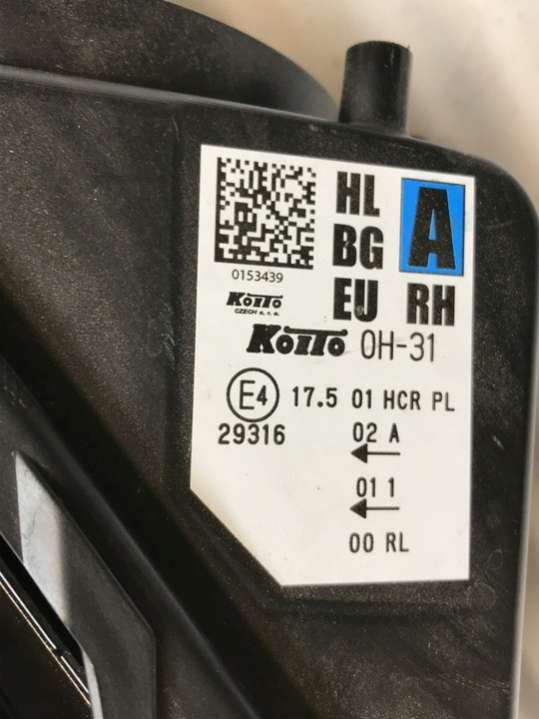 HL
BG
EU
A
RH
0153439
KOITO
CZECH s. r. o.
KOITO OH-31
E4 17.5 01 HCR PL
29316 02 A
←
01 1
←
00 RL